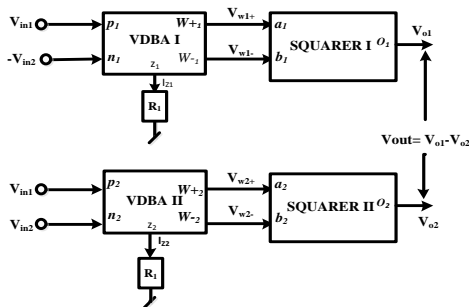 Vin1 p1 VDBA I W+1 Vw1+ a1 SQUARER I O1 Vo1
-Vin2 n1 W-1 Vw1- b1
Z1
IZ1
R1
Vout= Vo1-Vo2
Vin1 p2 VDBA II W+2 Vw2+ a2 SQUARER II O2
Vin2 n2 W-2 Vw2- b2 Vo2
Z2
IZ2
R1